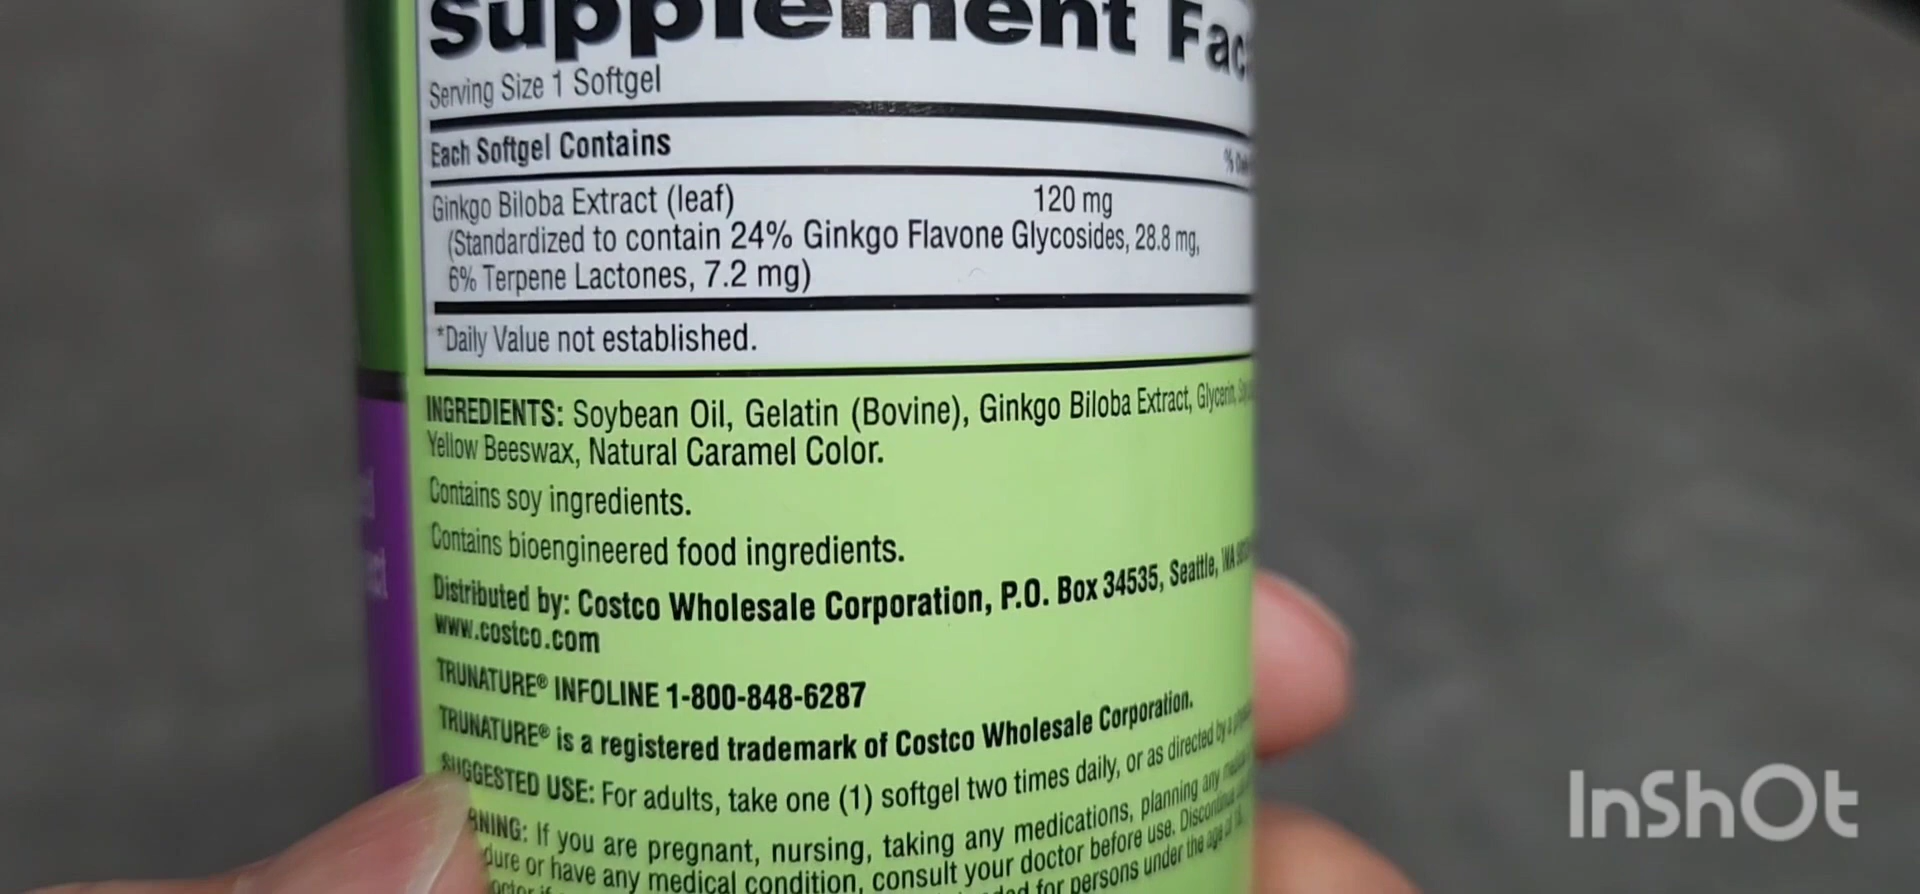 Supplement Fac
Serving Size 1 Softgel
Each Softgel Contains
Ginkgo Biloba Extract (leaf) 120 mg
(Standardized to contain 24% Ginkgo Flavone Glycosides, 28.8 mg,
6% Terpene Lactones, 7.2 mg)
*Daily Value not established.
INGREDIENTS: Soybean Oil, Gelatin (Bovine), Ginkgo Biloba Extract, Glycerin,
Yellow Beeswax, Natural Caramel Color.
Contains soy ingredients.
Contains bioengineered food ingredients.
Distributed by: Costco Wholesale Corporation, P.O. Box 34535, Seattle, WA
www.costco.com
TRUNATURE® INFOLINE 1-800-848-6287
TRUNATURE® is a registered trademark of Costco Wholesale Corporation.
SUGGESTED USE: For adults, take one (1) softgel two times daily, or as directed by a
RNING: If you are pregnant, nursing, taking any medications, planning any
dure or have any medical condition, consult your doctor before use.
for persons under the age of
InShOt